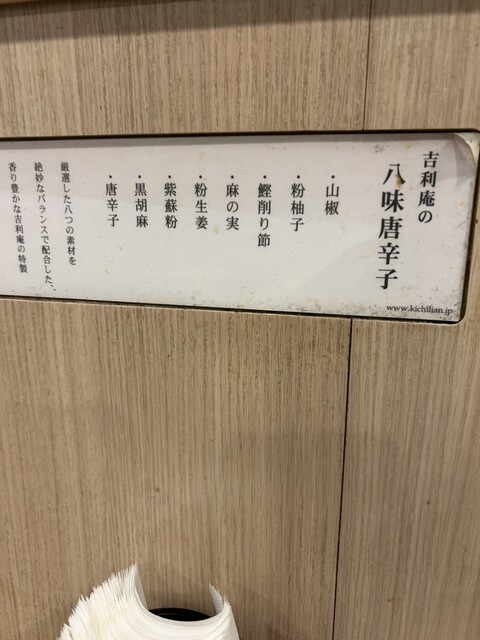 吉利庵の
八味唐辛子
www.kichilian.jp
・山椒
・粉柚子
・鰹削り節
・麻の実
・粉生姜
・紫蘇粉
・黒胡麻
・唐辛子
厳選した八つの素材を
絶妙なバランスで配合した、
香り豊かな吉利庵の特製